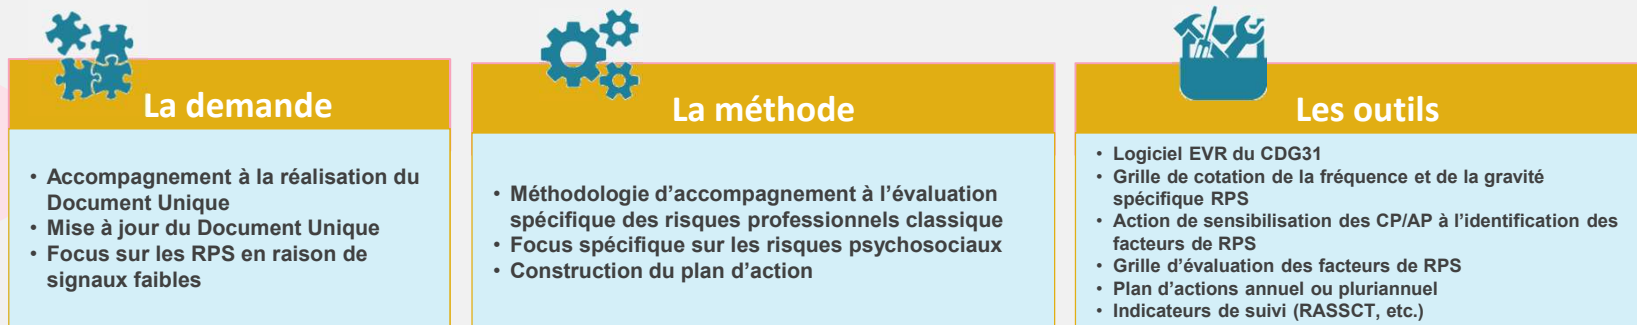 La demande
• Accompagnement à la réalisation du
Document Unique
• Mise à jour du Document Unique
• Focus sur les RPS en raison de
signaux faibles
La méthode
• Méthodologie d’accompagnement à l’évaluation
spécifique des risques professionnels classique
• Focus spécifique sur les risques psychosociaux
• Construction du plan d’action
Les outils
• Logiciel EVR du CDG31
• Grille de cotation de la fréquence et de la gravité
spécifique RPS
• Action de sensibilisation des CP/AP à l’identification des
facteurs de RPS
• Grille d’évaluation des facteurs de RPS
• Plan d’actions annuel ou pluriannuel
• Indicateurs de suivi (RASSCT, etc.)